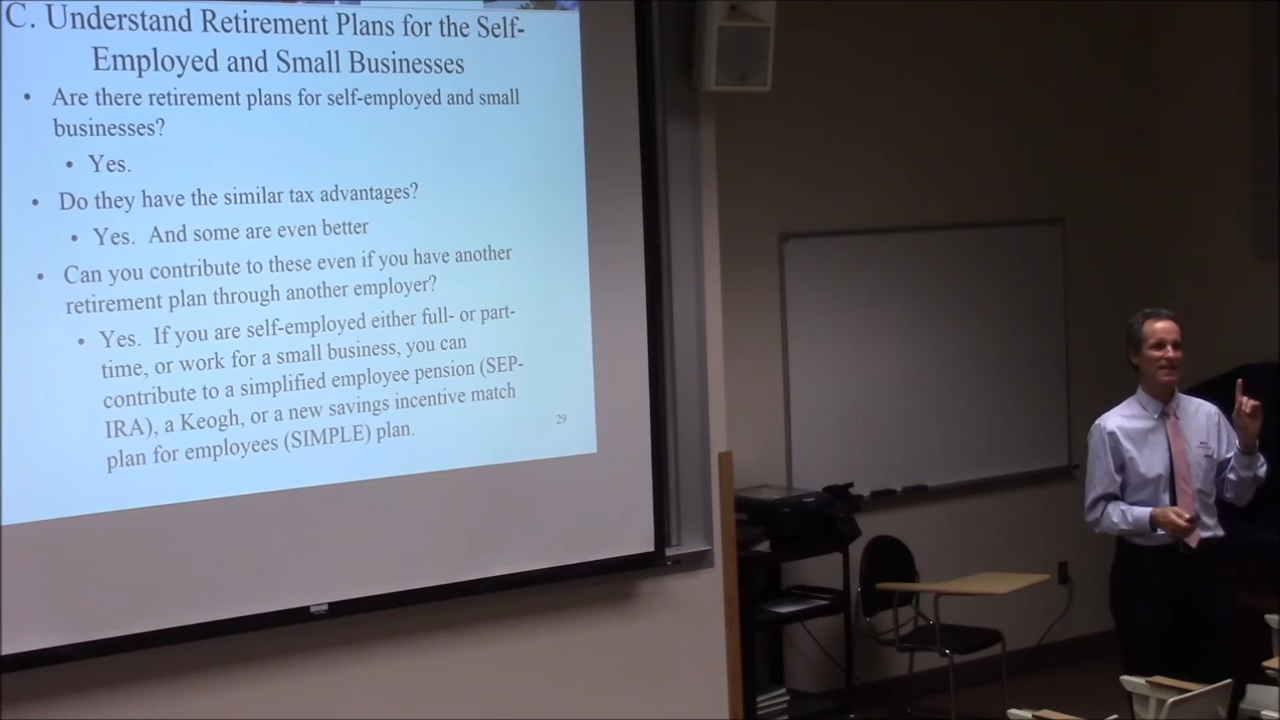 C. Understand Retirement Plans for the Self-
Employed and Small Businesses
• Are there retirement plans for self-employed and small
businesses?
• Yes.
• Do they have the similar tax advantages?
• Yes. And some are even better
• Can you contribute to these even if you have another
retirement plan through another employer?
• Yes. If you are self-employed either full- or part-
time, or work for a small business, you can
contribute to a simplified employee pension (SEP-
IRA), a Keogh, or a new savings incentive match
plan for employees (SIMPLE) plan.
29